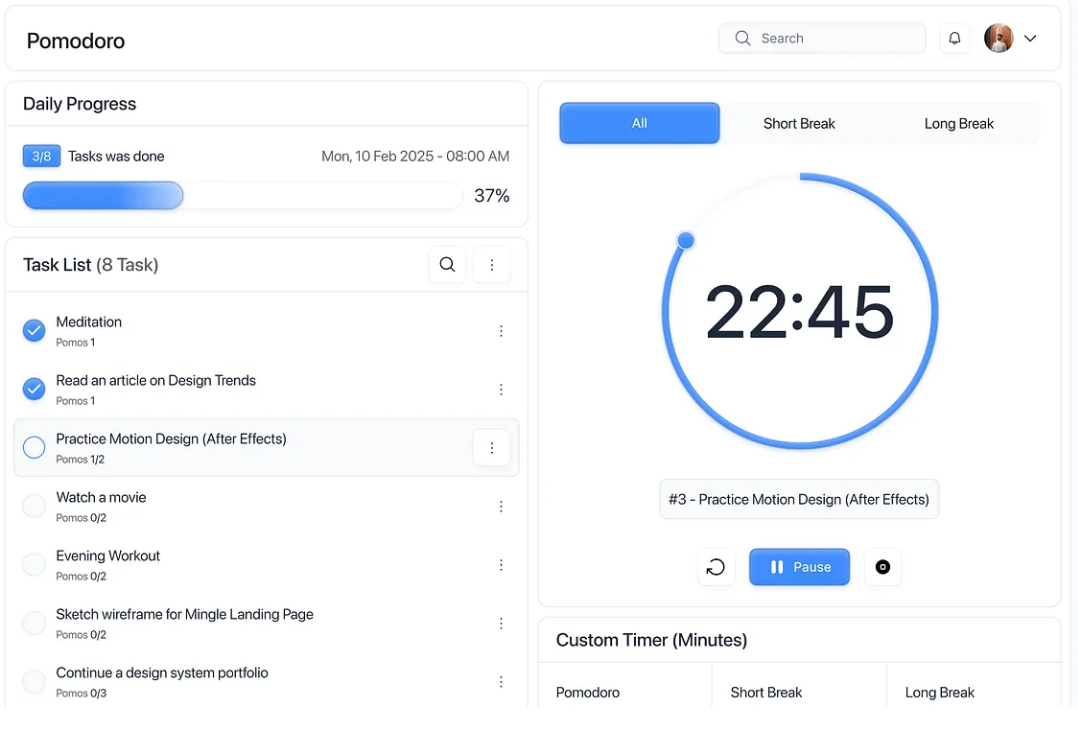 Pomodoro
Search
Daily Progress
3/8 Tasks was done
Mon, 10 Feb 2025 - 08:00 AM
37%
Task List (8 Task)
Meditation
Pomos 1
Read an article on Design Trends
Pomos 1
Practice Motion Design (After Effects)
Pomos 1/2
Watch a movie
Pomos 0/2
Evening Workout
Pomos 0/2
Sketch wireframe for Mingle Landing Page
Pomos 0/2
Continue a design system portfolio
Pomos 0/3
All
Short Break
Long Break
22:45
#3 - Practice Motion Design (After Effects)
Pause
Custom Timer (Minutes)
Pomodoro
Short Break
Long Break